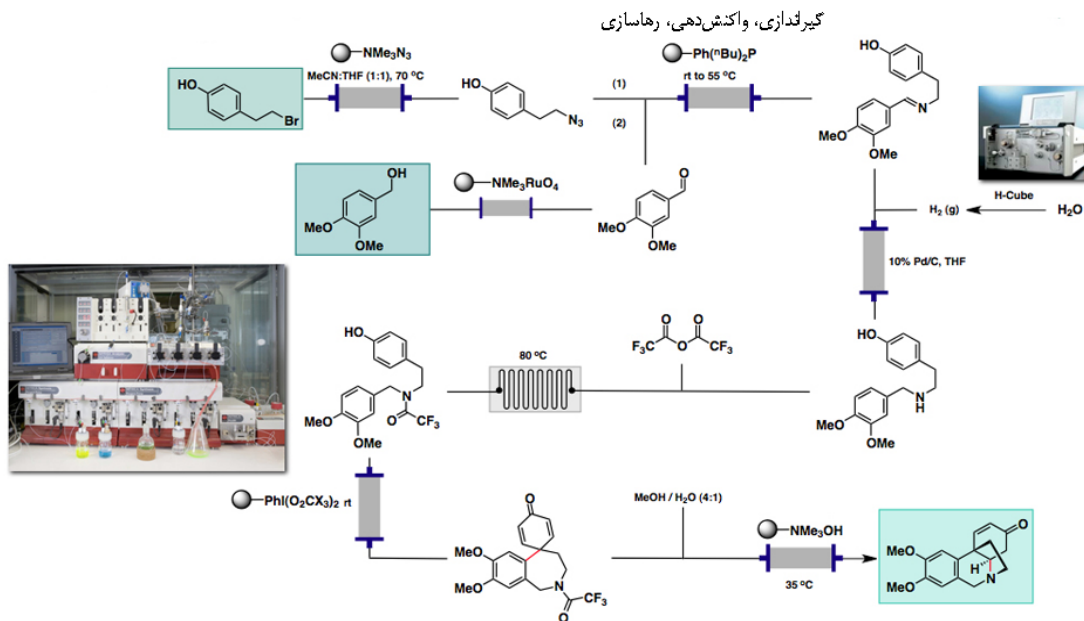 گیراندازی، واکنش‌دهی، رهاسازی
NMe3N3
MeCN:THF (1:1), 70 °C
HO
Br
HO
N3
(1)
(2)
Ph(ⁿBu)2P
rt to 55 °C
HO
N
MeO
OMe
OH
MeO
OMe
NMe3RuO4
O
MeO
OMe
H-Cube
H2 (g)
H2O
10% Pd/C, THF
HO
N
H
MeO
OMe
O
O
F3C
O
CF3
80 °C
HO
N
MeO
O
CF3
OMe
PhI(O2CX3)2 rt
O
MeO
MeO
N
CF3
O
MeOH / H2O (4:1)
NMe3OH
35 °C
O
MeO
H
MeO
N